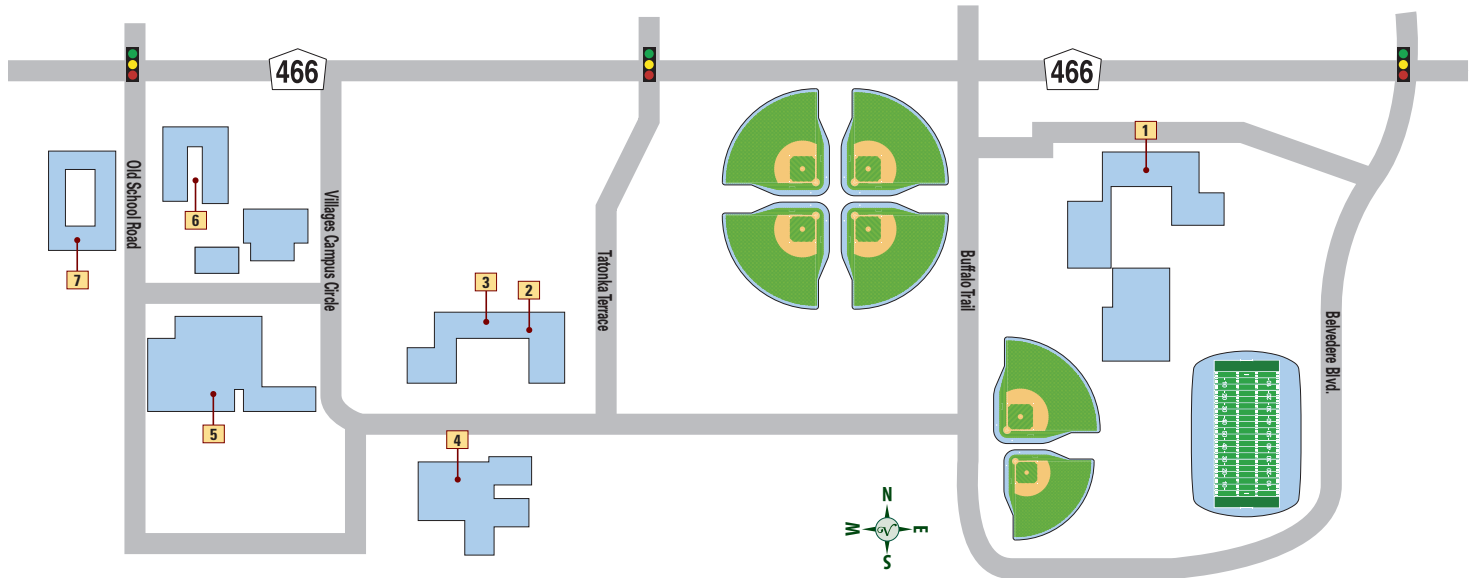 466
466
1
Old School Road
6
7
Villages Campus Circle
Tatonka Terrace
Buffalo Trail
3
2
Belvedere Blvd.
5
4
N
W
E
S